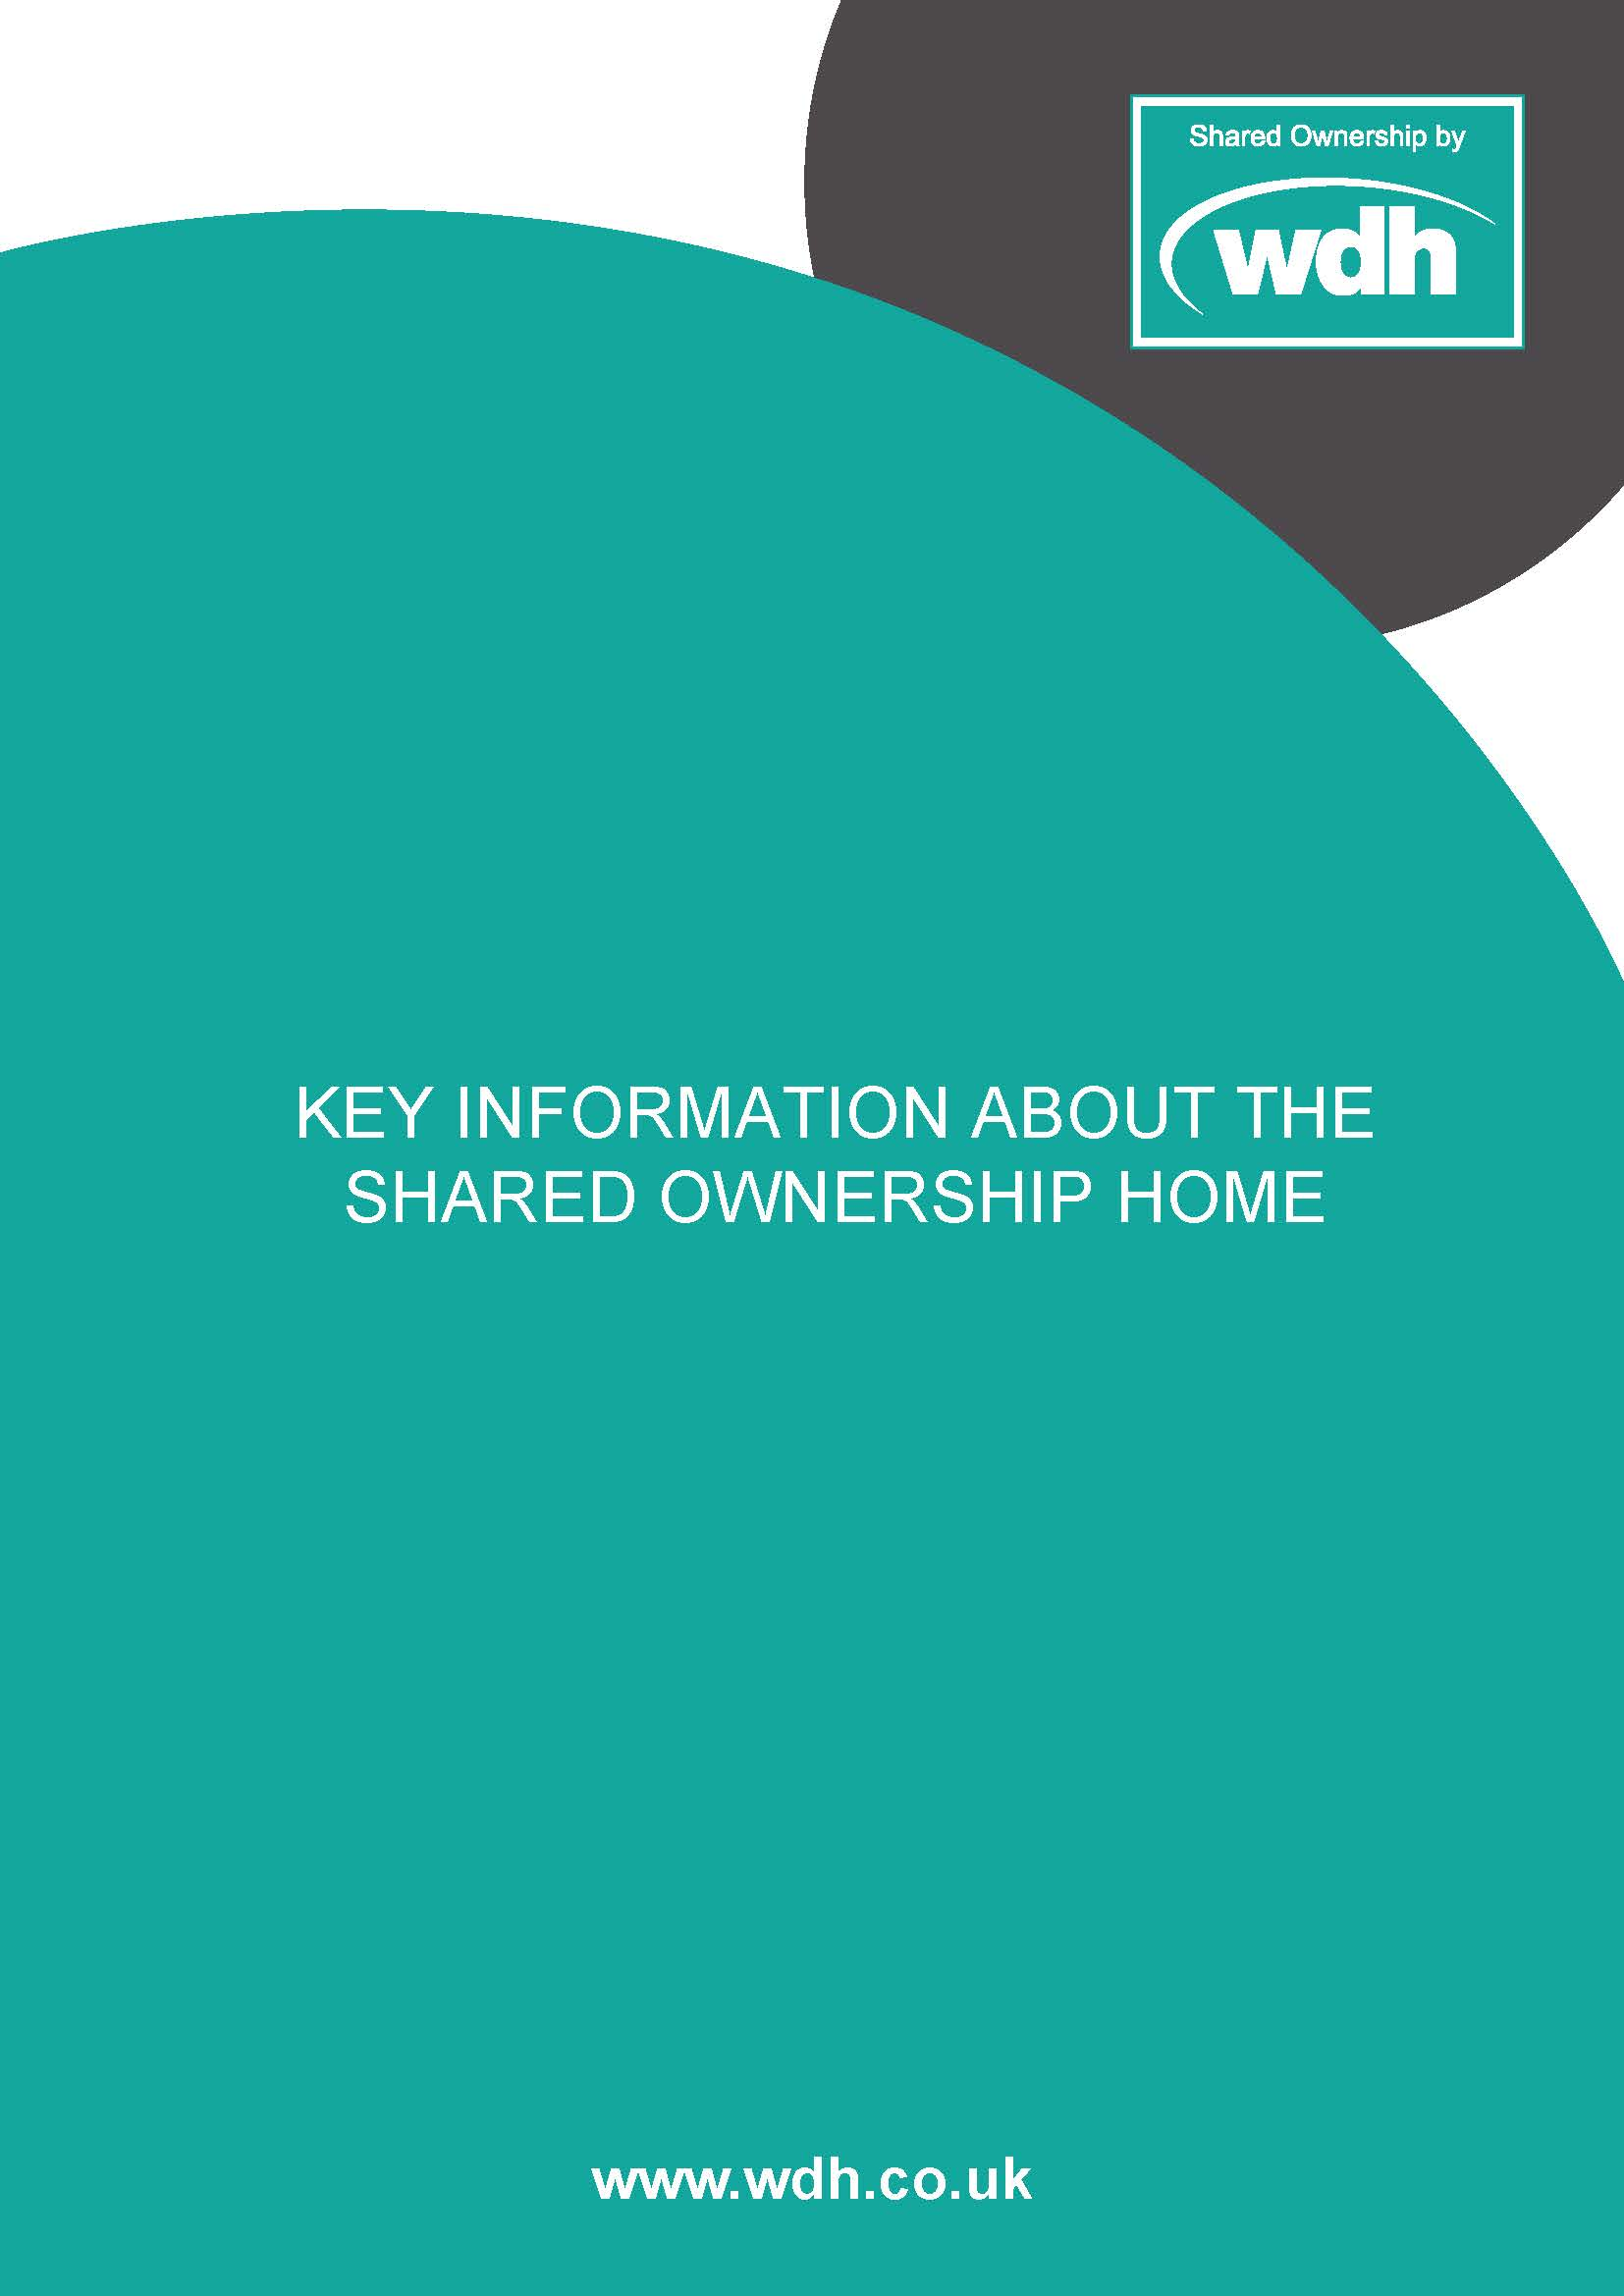 Shared Ownership by
wdh
KEY INFORMATION ABOUT THE
SHARED OWNERSHIP HOME
www.wdh.co.uk